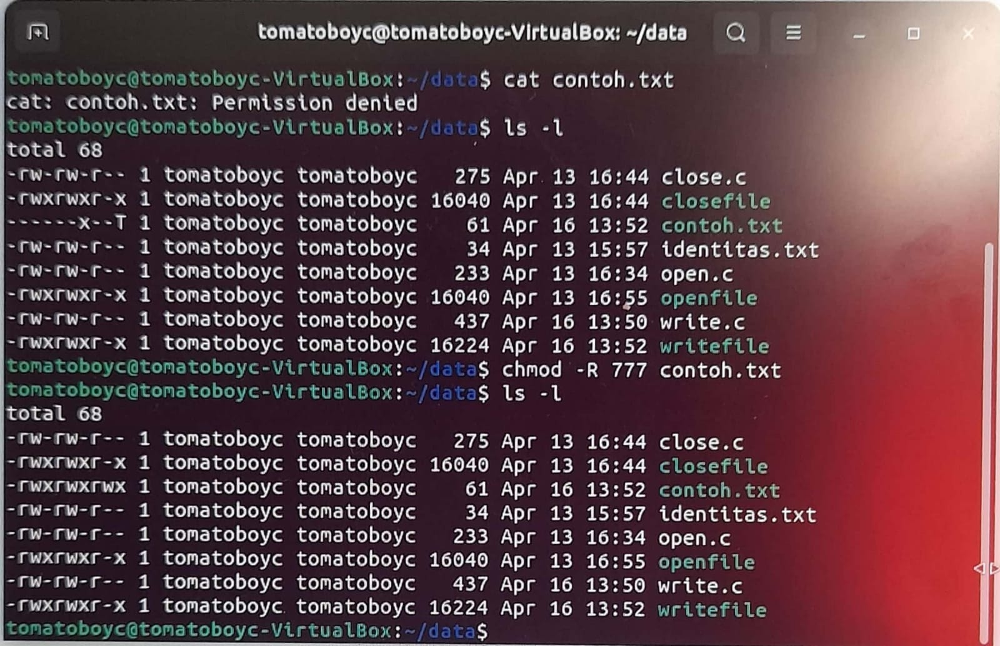 tomatoboyc@tomatoboyc-VirtualBox: ~/data
tomatoboyc@tomatoboyc-VirtualBox:~/data$ cat contoh.txt
cat: contoh.txt: Permission denied
tomatoboyc@tomatoboyc-VirtualBox:~/data$ ls -l
total 68
-rw-rw-r-- 1 tomatoboyc tomatoboyc   275 Apr 13 16:44 close.c
-rwxrwxr-x 1 tomatoboyc tomatoboyc 16040 Apr 13 16:44 closefile
------x--T 1 tomatoboyc tomatoboyc    61 Apr 16 13:52 contoh.txt
-rw-rw-r-- 1 tomatoboyc tomatoboyc    34 Apr 13 15:57 identitas.txt
-rw-rw-r-- 1 tomatoboyc tomatoboyc   233 Apr 13 16:34 open.c
-rwxrwxr-x 1 tomatoboyc tomatoboyc 16040 Apr 13 16:55 openfile
-rw-rw-r-- 1 tomatoboyc tomatoboyc   437 Apr 16 13:50 write.c
-rwxrwxr-x 1 tomatoboyc tomatoboyc 16224 Apr 16 13:52 writefile
tomatoboyc@tomatoboyc-VirtualBox:~/data$ chmod -R 777 contoh.txt
tomatoboyc@tomatoboyc-VirtualBox:~/data$ ls -l
total 68
-rw-rw-r-- 1 tomatoboyc tomatoboyc   275 Apr 13 16:44 close.c
-rwxrwxr-x 1 tomatoboyc tomatoboyc 16040 Apr 13 16:44 closefile
-rwxrwxrwx 1 tomatoboyc tomatoboyc    61 Apr 16 13:52 contoh.txt
-rw-rw-r-- 1 tomatoboyc tomatoboyc    34 Apr 13 15:57 identitas.txt
-rw-rw-r-- 1 tomatoboyc tomatoboyc   233 Apr 13 16:34 open.c
-rwxrwxr-x 1 tomatoboyc tomatoboyc 16040 Apr 13 16:55 openfile
-rw-rw-r-- 1 tomatoboyc tomatoboyc   437 Apr 16 13:50 write.c
-rwxrwxr-x 1 tomatoboyc tomatoboyc 16224 Apr 16 13:52 writefile
tomatoboyc@tomatoboyc-VirtualBox:~/data$